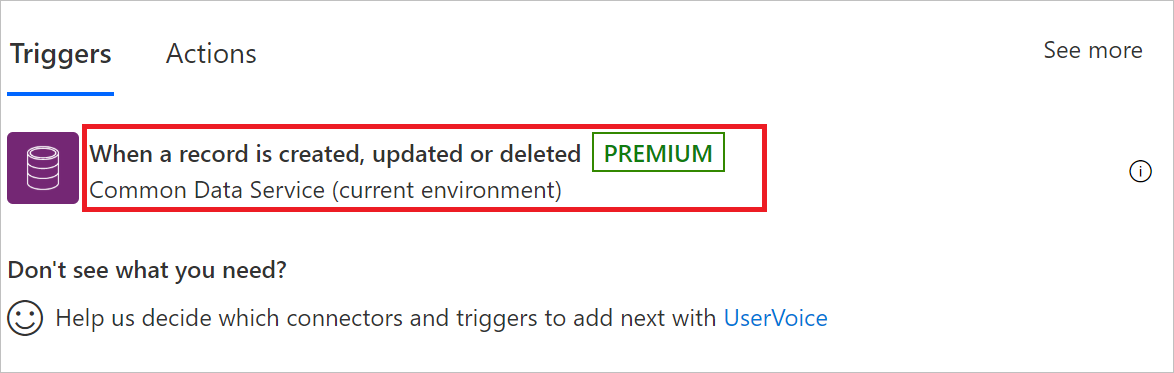 Triggers Actions See more
When a record is created, updated or deleted PREMIUM
Common Data Service (current environment)
Don't see what you need?
Help us decide which connectors and triggers to add next with UserVoice